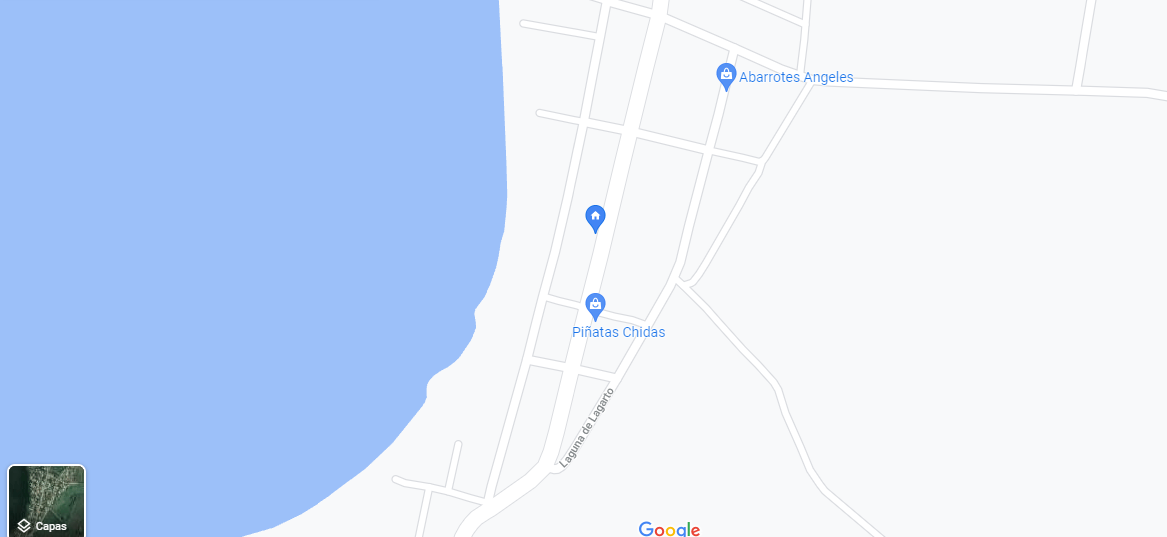 Abarrotes Angeles
Piñatas Chidas
Laguna de Lagarto
Capas
Google